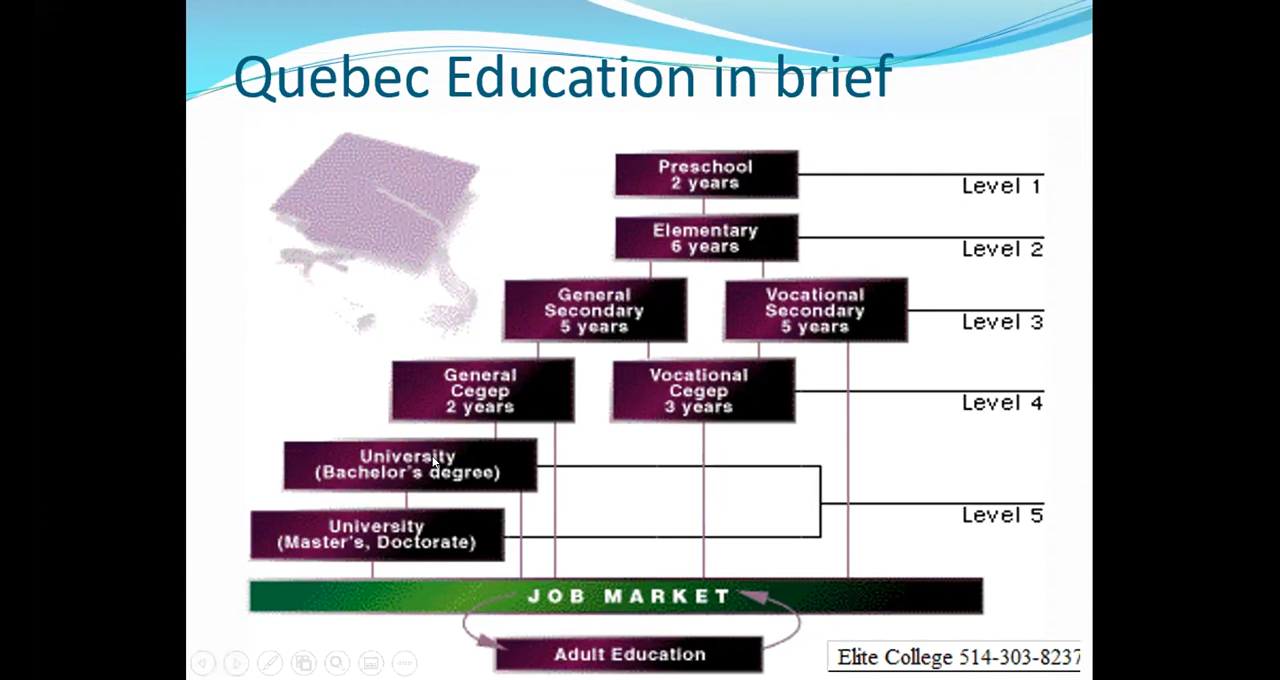 Quebec Education in brief
Preschool
2 years
Level 1
Elementary
6 years
Level 2
General
Secondary
5 years
Vocational
Secondary
5 years
Level 3
General
Cegep
2 years
Vocational
Cegep
3 years
Level 4
University
(Bachelor's degree)
University
(Master's, Doctorate)
Level 5
JOB MARKET
Adult Education
Elite College 514-303-8237